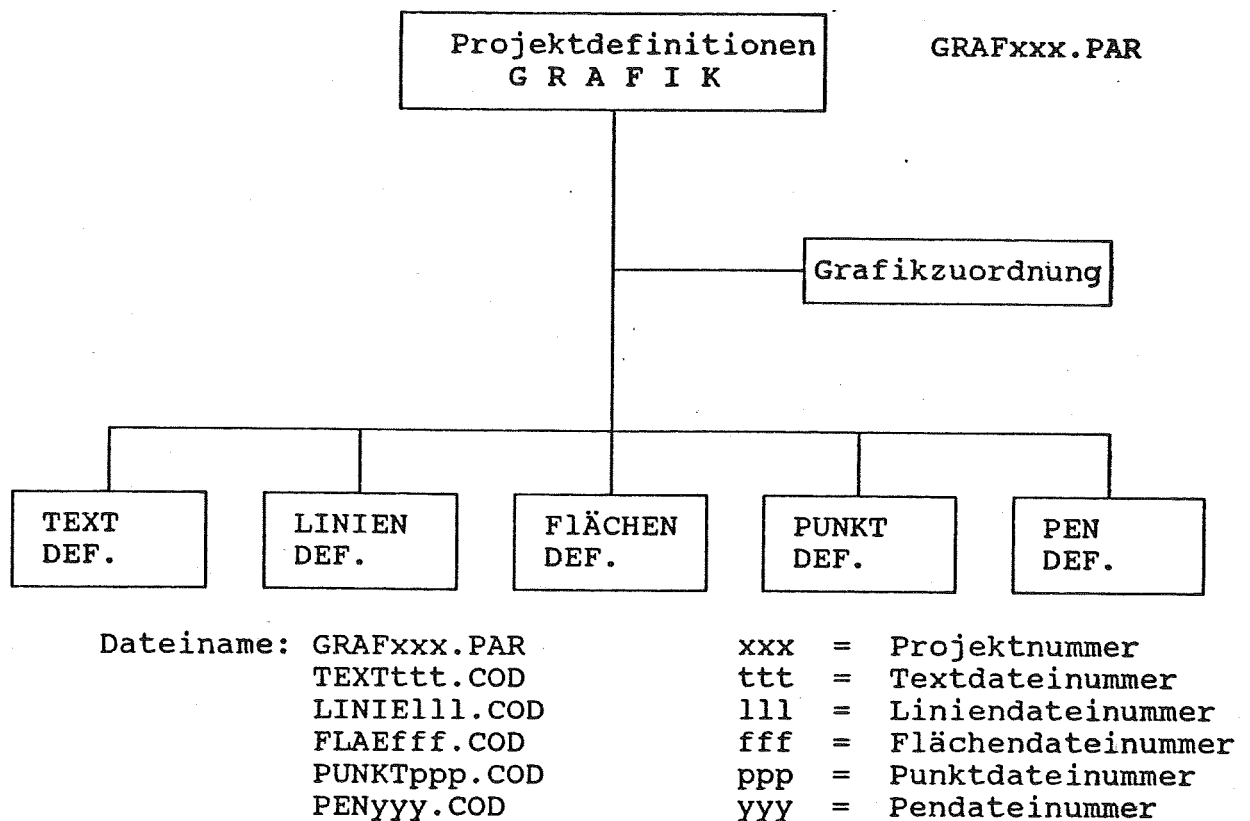 Projektdefinitionen
G R A F I K
GRAFxxx.PAR
Grafikzuordnung
TEXT
DEF.
LINIEN
DEF.
FlÄCHEN
DEF.
PUNKT
DEF.
PEN
DEF.
Dateiname: GRAFxxx.PAR xxx = Projektnummer
TEXTttt.COD ttt = Textdateinummer
LINIElll.COD lll = Liniendateinummer
FLAEfff.COD fff = Flächendateinummer
PUNKTppp.COD ppp = Punktdateinummer
PENyyy.COD yyy = Pendateinummer